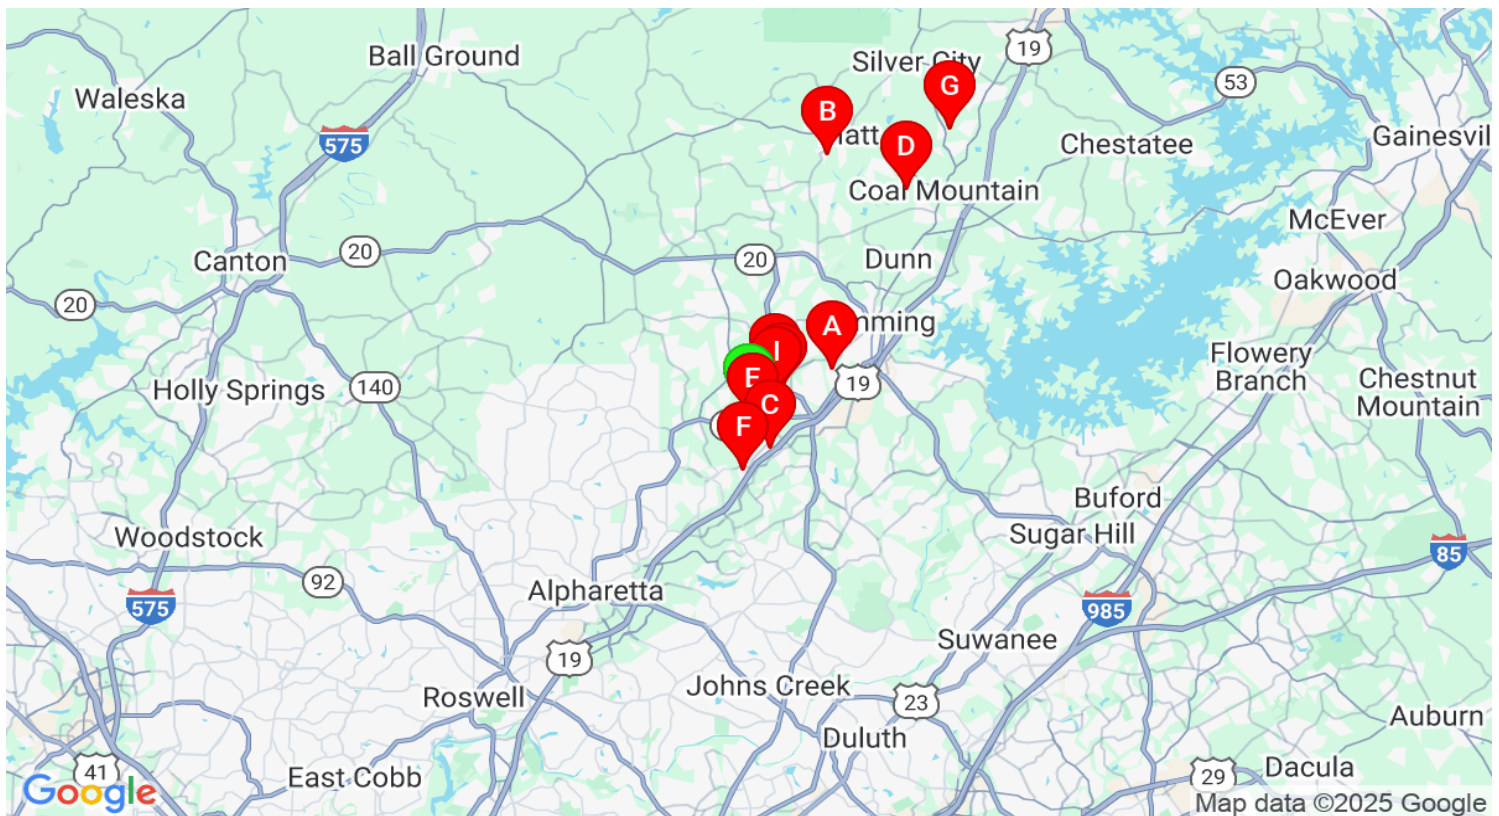 Ball Ground
19
Silver City
Waleska
53
G
B
575
Matt
D
Chestatee
Gainesvil
Coal Mountain
McEver
20
Canton
20
Dunn
Oakwood
20
A
mming
I
Flowery
Branch
Holly Springs
140
E
19
Chestnut
Mountain
C
F
Buford
Woodstock
Sugar Hill
85
92
Alpharetta
575
985
Suwanee
19
Roswell
Johns Creek
23
Auburn
Duluth
41
East Cobb
29
Dacula
Google
Map data ©2025 Google